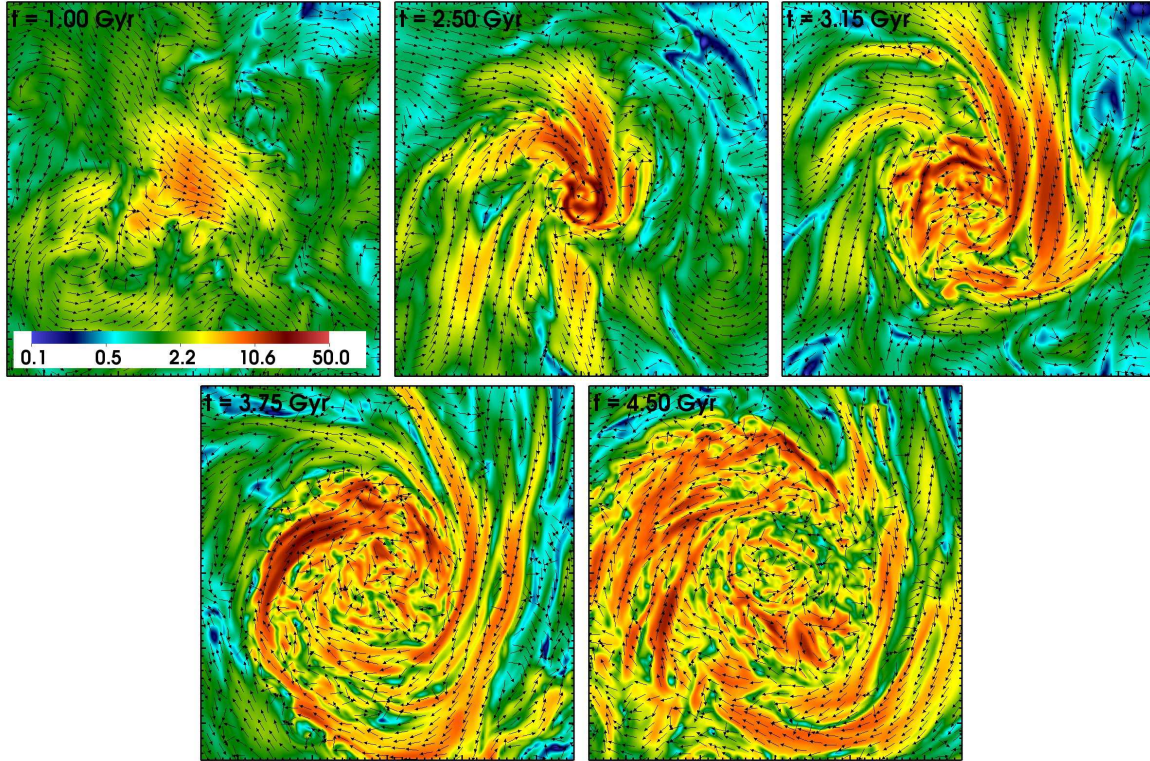 t = 1.00 Gyr
t = 2.50 Gyr
t = 3.15 Gyr
0.1 0.5 2.2 10.6 50.0
t = 3.75 Gyr
t = 4.50 Gyr